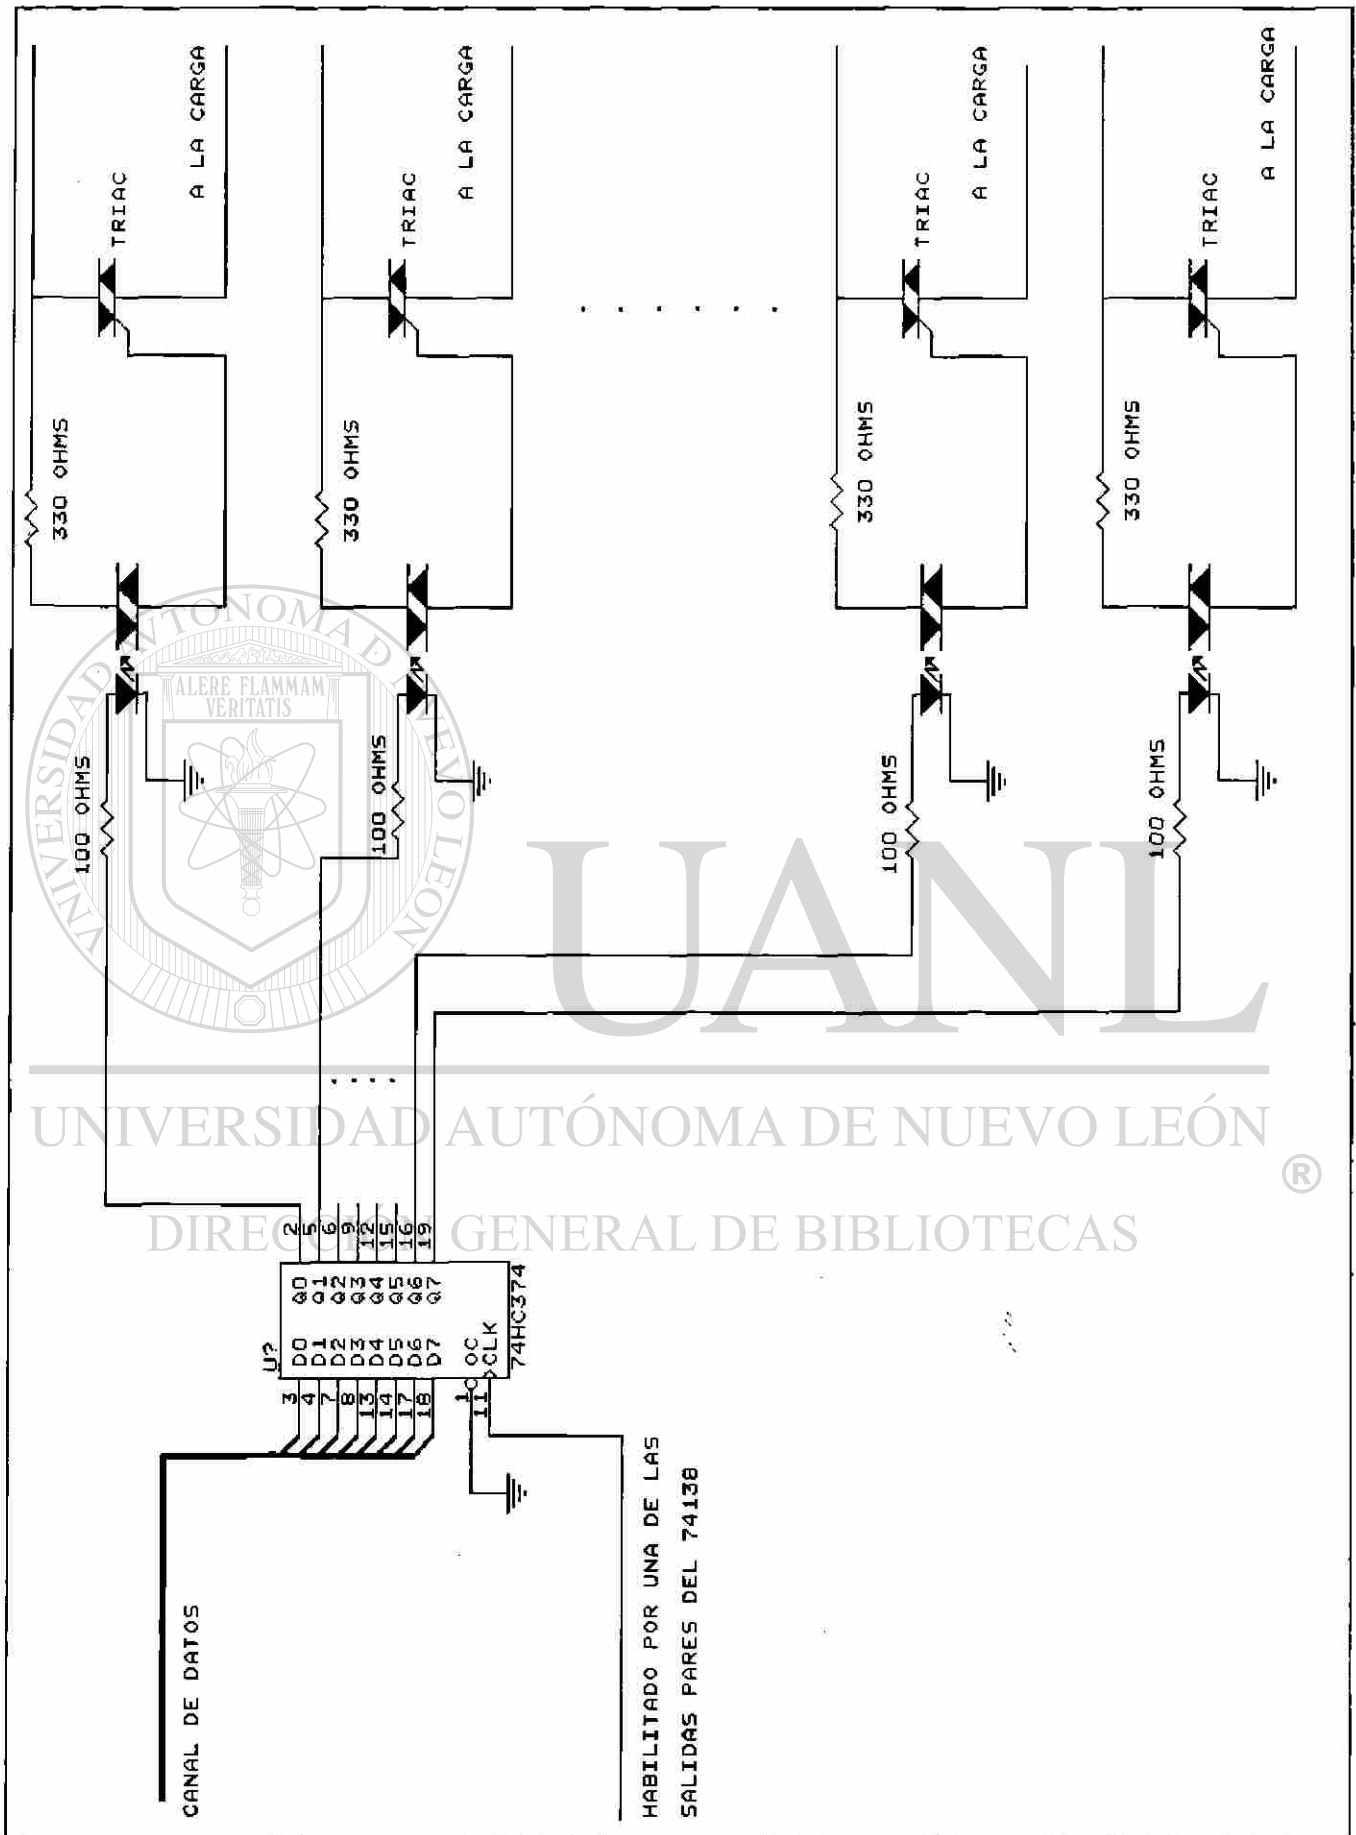 CANAL DE DATOS
HABILITADO POR UNA DE LAS
SALIDAS PARES DEL 74138
U?
3 D0 Q0 2
4 D1 Q1 5
7 D2 Q2 6
8 D3 Q3 9
13 D4 Q4 12
14 D5 Q5 15
17 D6 Q6 16
18 D7 Q7 19
1 OC
11 CLK
74HC374
100 OHMS
330 OHMS
TRIAC
A LA CARGA
100 OHMS
330 OHMS
TRIAC
A LA CARGA
100 OHMS
330 OHMS
TRIAC
A LA CARGA
100 OHMS
330 OHMS
TRIAC
A LA CARGA
UNIVERSIDAD AUTONOMA DE NUEVO LEON
ALERE FLAMMAM
VERITATIS
UANL
UNIVERSIDAD AUTÓNOMA DE NUEVO LEÓN
®
DIRECCIÓN GENERAL DE BIBLIOTECAS